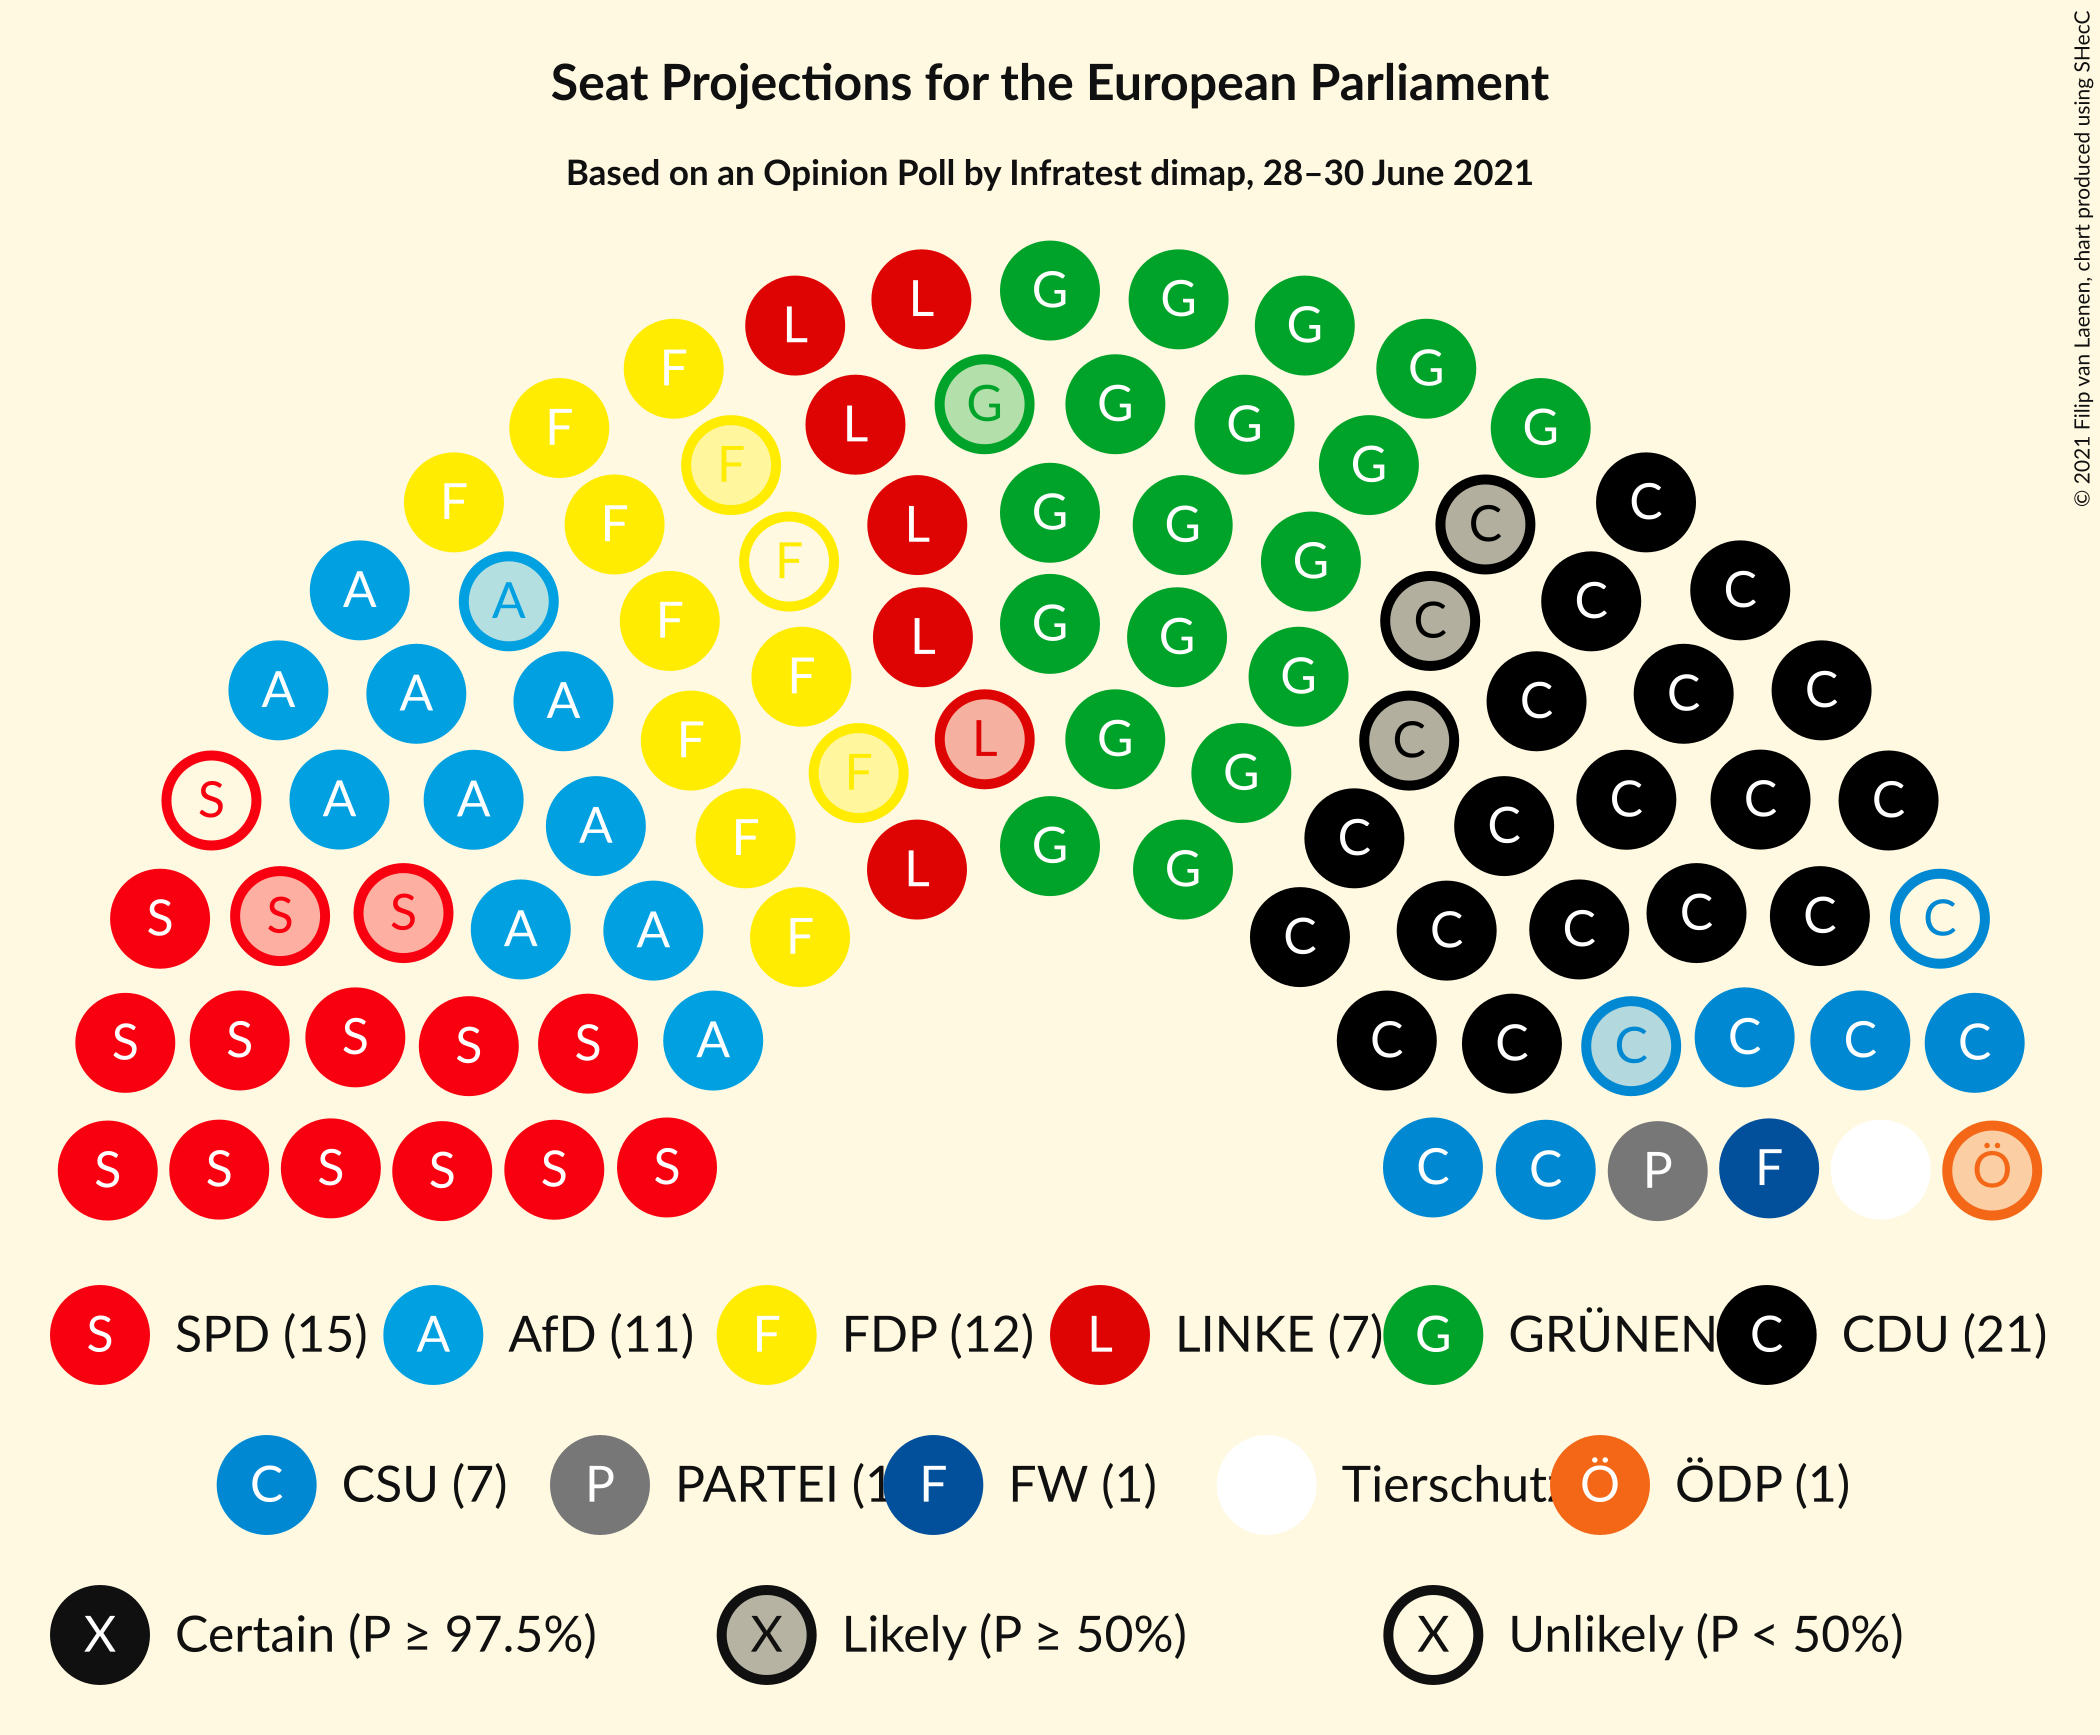 © 2021 Filip van Laenen, chart produced using SHecC
Seat Projections for the European Parliament
Based on an Opinion Poll by Infratest dimap, 28–30 June 2021
L G G
L G
F G
G G
F L G G
F G
F C
F L G G C
F G
A A C C
F L G G C
A A A F G C C C
F L G C
F G
S A A C C C
A F G C C
L G
S S S C C C
A A F C C C
S S S S S A C C C C C C
S S S S S S C C P F Ö
S SPD (15) A AfD (11) F FDP (12) L LINKE (7) G GRÜNEN C CDU (21)
C CSU (7) P PARTEI (1 F FW (1) Tierschutz Ö ÖDP (1)
X Certain (P ≥ 97.5%) X Likely (P ≥ 50%) X Unlikely (P < 50%)